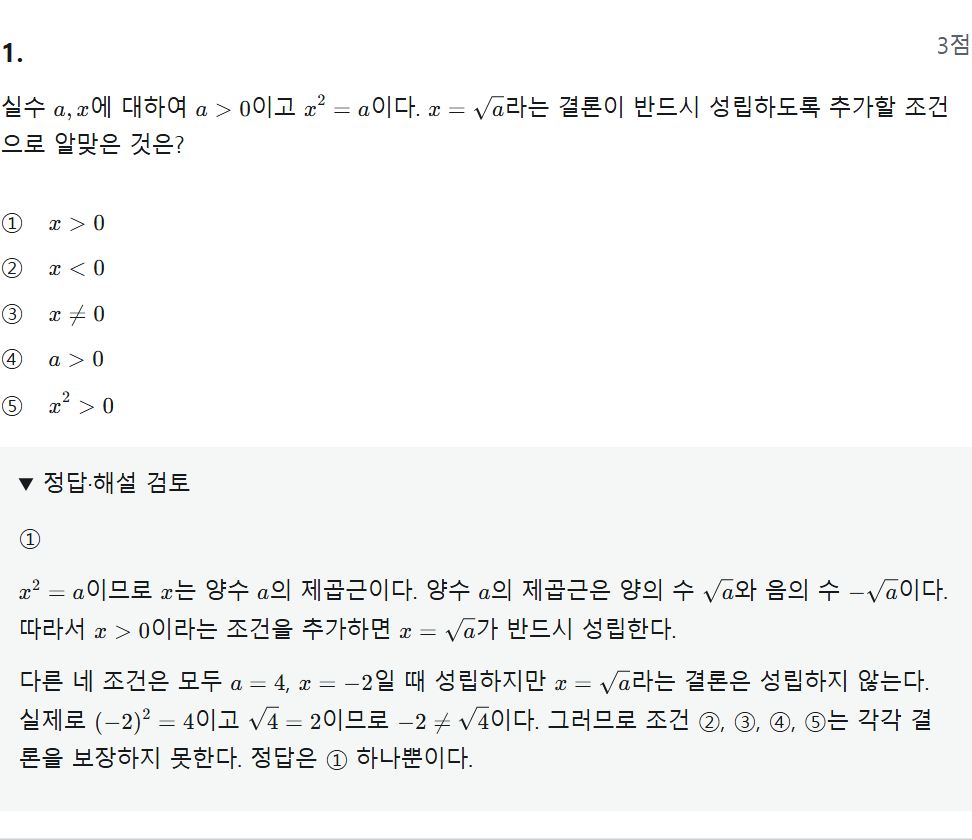 1.
3점
실수 a, x에 대하여 a > 0이고 x² = a이다. x = √a라는 결론이 반드시 성립하도록 추가할 조건
으로 알맞은 것은?
① x > 0
② x < 0
③ x ≠ 0
④ a > 0
⑤ x² > 0
▼ 정답·해설 검토
①
x² = a이므로 x는 양수 a의 제곱근이다. 양수 a의 제곱근은 양의 수 √a와 음의 수 −√a이다.
따라서 x > 0이라는 조건을 추가하면 x = √a가 반드시 성립한다.
다른 네 조건은 모두 a = 4, x = −2일 때 성립하지만 x = √a라는 결론은 성립하지 않는다.
실제로 (−2)² = 4이고 √4 = 2이므로 −2 ≠ √4이다. 그러므로 조건 ②, ③, ④, ⑤는 각각 결
론을 보장하지 못한다. 정답은 ① 하나뿐이다.